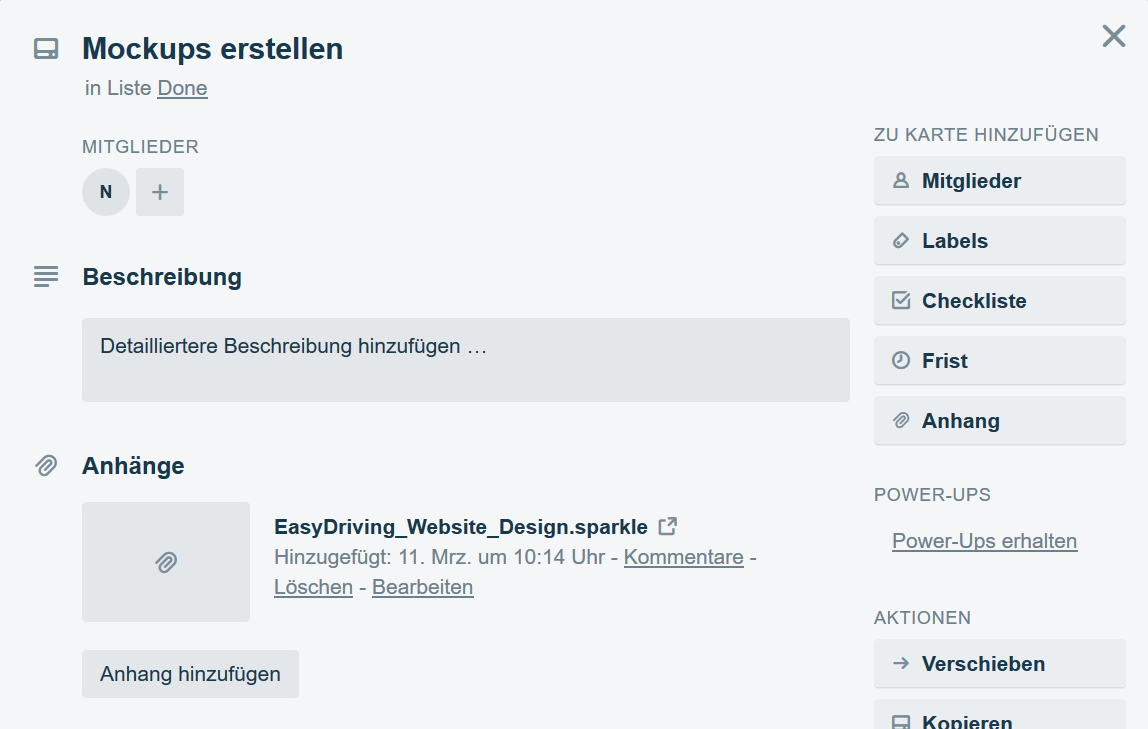 Mockups erstellen
in Liste Done
MITGLIEDER
N
Beschreibung
Detailliertere Beschreibung hinzufügen …
Anhänge
EasyDriving_Website_Design.sparkle
Hinzugefügt: 11. Mrz. um 10:14 Uhr - Kommentare -
Löschen - Bearbeiten
Anhang hinzufügen
ZU KARTE HINZUFÜGEN
Mitglieder
Labels
Checkliste
Frist
Anhang
POWER-UPS
Power-Ups erhalten
AKTIONEN
Verschieben
Kopieren